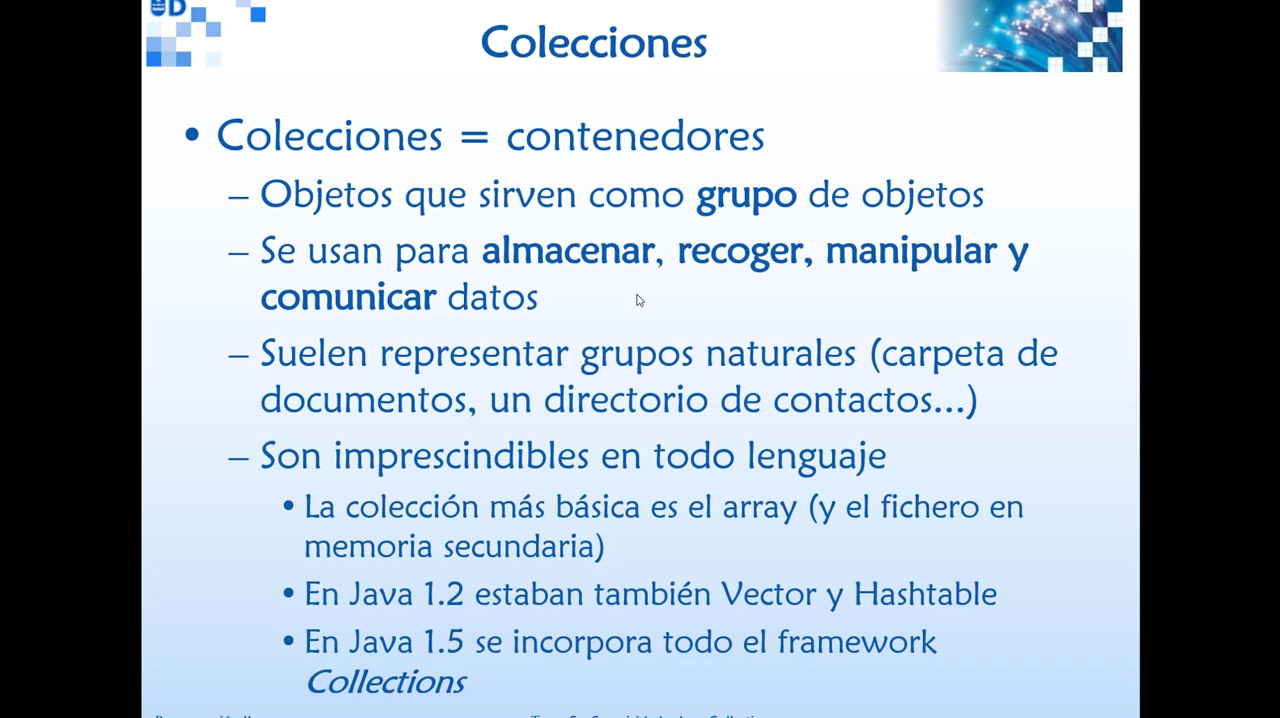 UD
Colecciones
• Colecciones = contenedores
– Objetos que sirven como grupo de objetos
– Se usan para almacenar, recoger, manipular y
comunicar datos
– Suelen representar grupos naturales (carpeta de
documentos, un directorio de contactos...)
– Son imprescindibles en todo lenguaje
• La colección más básica es el array (y el fichero en
memoria secundaria)
• En Java 1.2 estaban también Vector y Hashtable
• En Java 1.5 se incorpora todo el framework
Collections